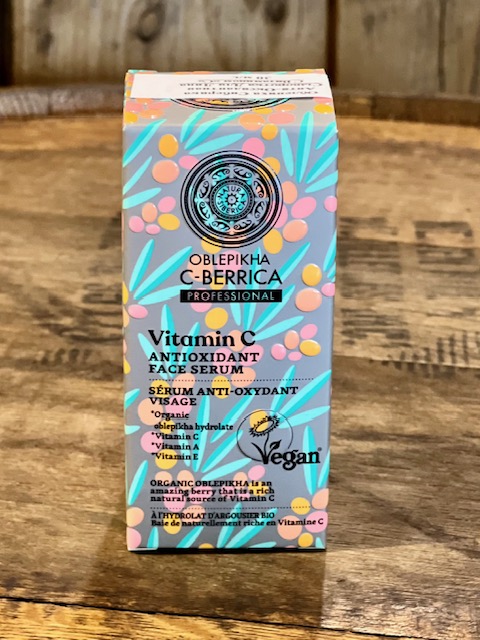 NATURA
SIBERICA
OBLEPIKHA
C-BERRICA
PROFESSIONAL
Vitamin C
ANTIOXIDANT
FACE SERUM
SÉRUM ANTI-OXYDANT
VISAGE
*Organic
oblepikha hydrolate
*Vitamin C
*Vitamin A
*Vitamin E
Vegan
ORGANIC OBLEPIKHA is an
amazing berry that is a rich
natural source of Vitamin C
À L'HYDROLAT D'ARGOUSIER BIO
Baie de naturellement riche en Vitamine C